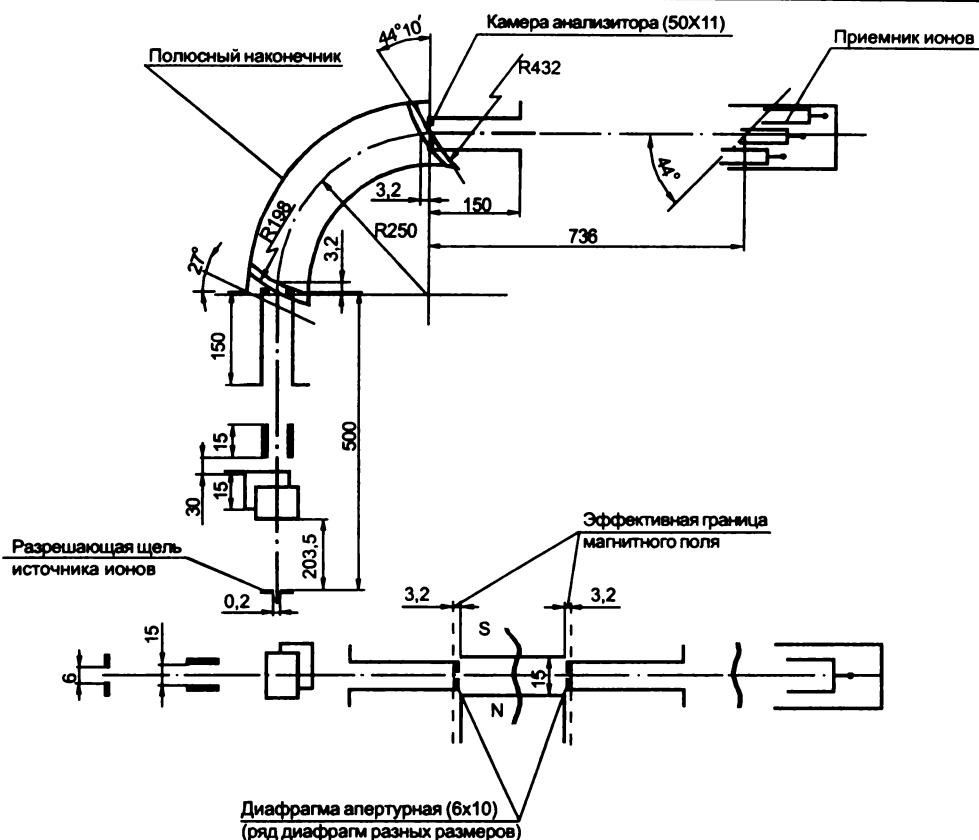 Камера анализитора (50X11)
44°10′
Приемник ионов
Полюсный наконечник
R432
44°
3,2
150
R198
R250
3,2
736
27°
150
500
15
30
15
203,5
Эффективная граница
магнитного поля
Разрешающая щель
источника ионов
0,2
3,2
3,2
S
15
6
15
15
N
Диафрагма апертурная (6x10)
(ряд диафрагм разных размеров)